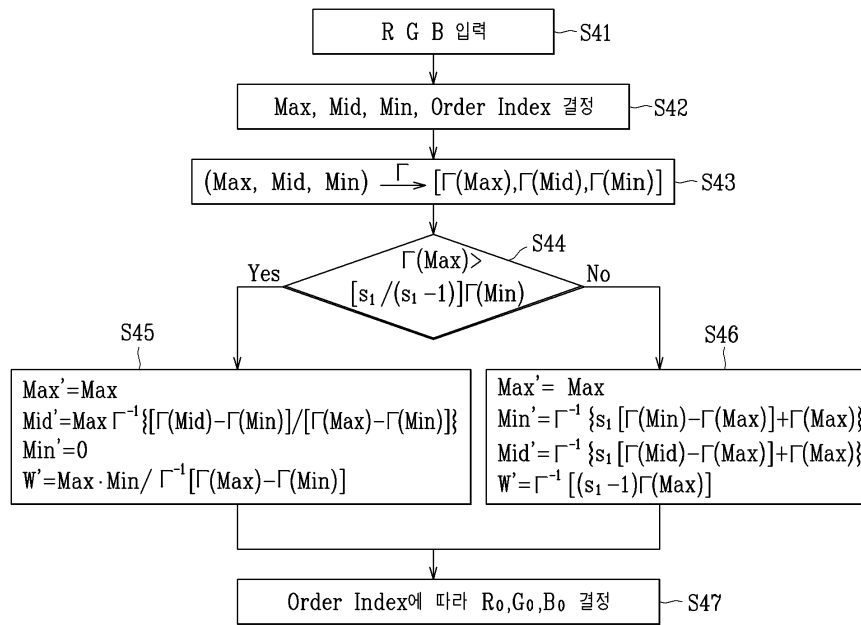 R G B 입력
S41
Max, Mid, Min, Order Index 결정
S42
(Max, Mid, Min) —Γ→ [Γ(Max),Γ(Mid),Γ(Min)]
S43
S44
Γ(Max)>
[s₁/(s₁-1)]Γ(Min)
Yes
No
S45
Max'=Max
Mid'=Max Γ⁻¹{[Γ(Mid)-Γ(Min)]/[Γ(Max)-Γ(Min)]}
Min'=0
W'=Max·Min/ Γ⁻¹[Γ(Max)-Γ(Min)]
S46
Max'= Max
Min'=Γ⁻¹ {s₁[Γ(Min)-Γ(Max)]+Γ(Max)}
Mid'=Γ⁻¹ {s₁[Γ(Mid)-Γ(Max)]+Γ(Max)}
W'=Γ⁻¹ [(s₁-1)Γ(Max)]
Order Index에 따라 R₀,G₀,B₀ 결정
S47